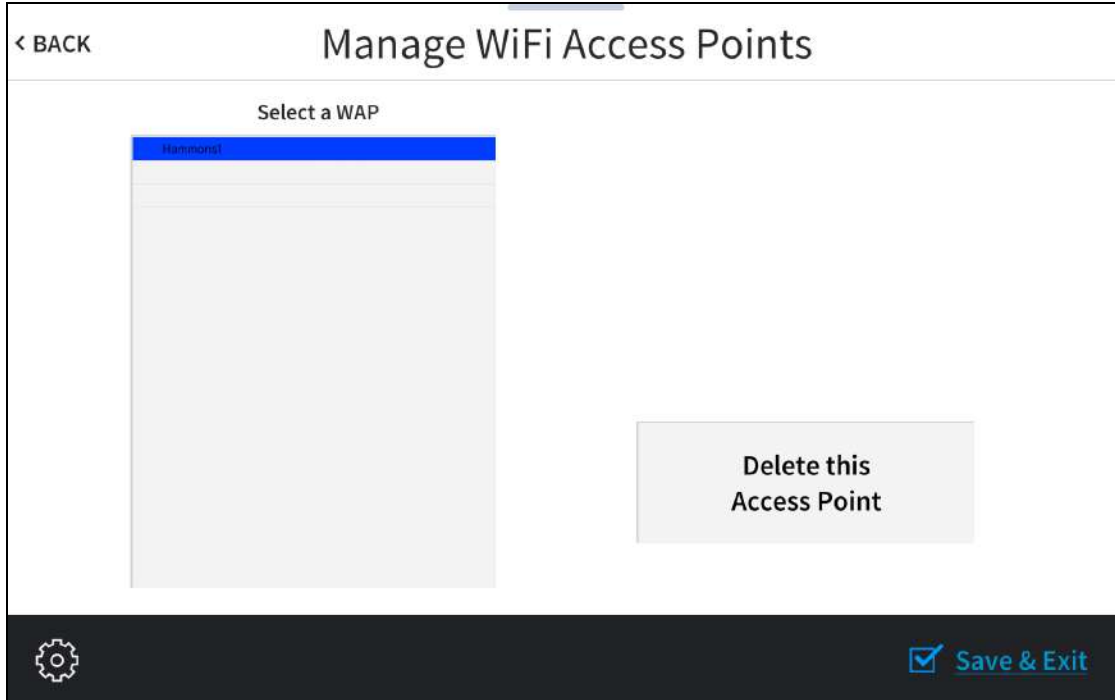 < BACK
Manage WiFi Access Points
Select a WAP
Hammons1
Delete this
Access Point
Save & Exit